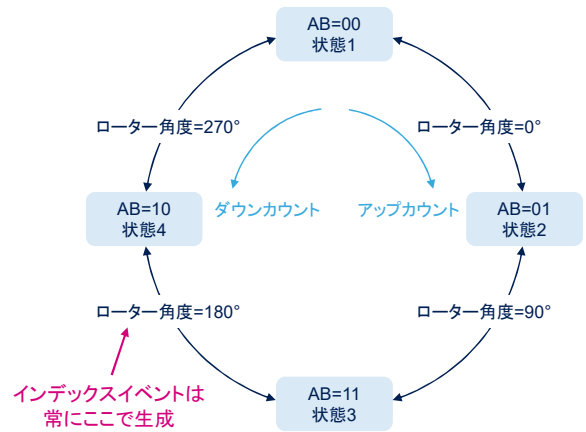 AB=00
状態1
ローター角度=270°
ローター角度=0°
AB=10
状態4
ダウンカウント
アップカウント
AB=01
状態2
ローター角度=180°
ローター角度=90°
インデックスイベントは
常にここで生成
AB=11
状態3